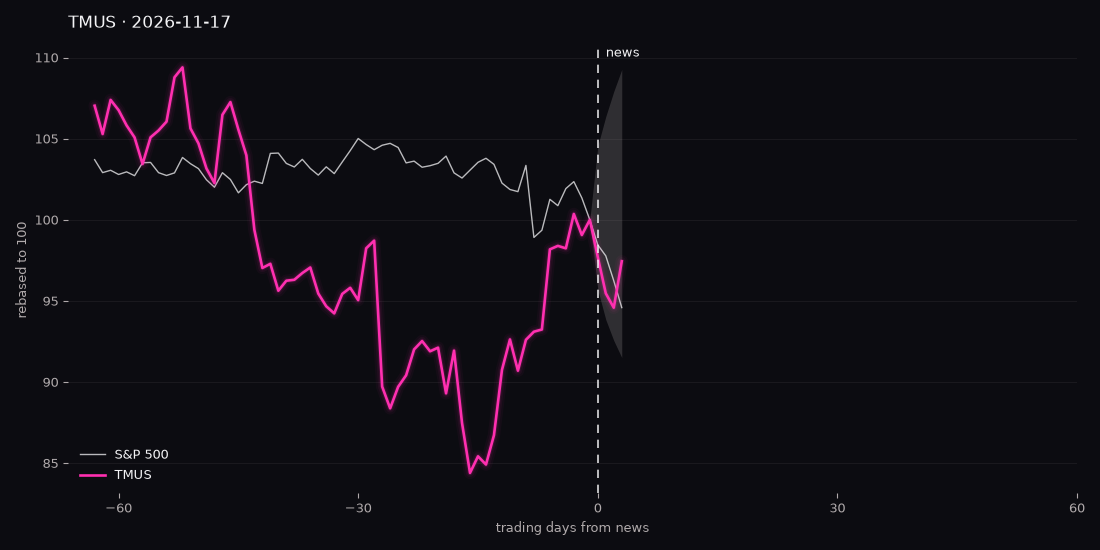 TMUS · 2026-11-17
news
110
105
100
95
90
85
rebased to 100
S&P 500
TMUS
−60
−30
0
30
60
trading days from news